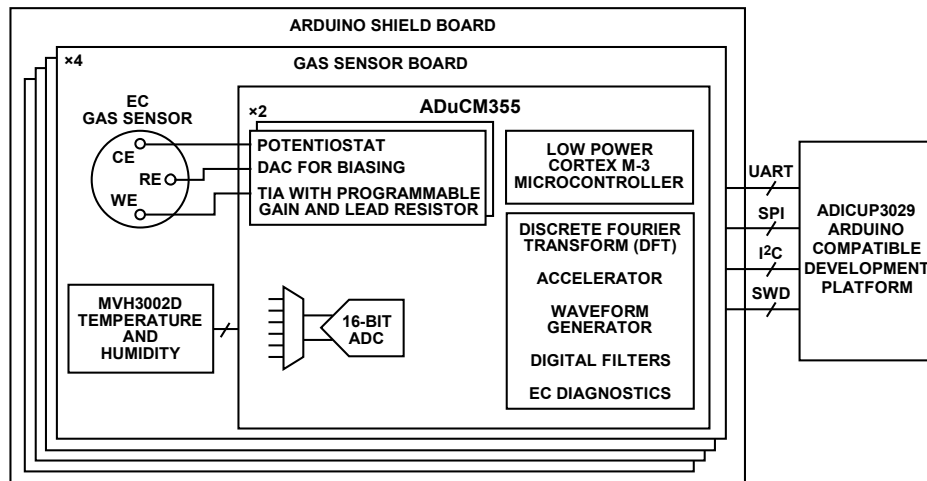 ARDUINO SHIELD BOARD
×4
GAS SENSOR BOARD
EC
GAS SENSOR
CE
RE
WE
ADuCM355
×2
POTENTIOSTAT
DAC FOR BIASING
TIA WITH PROGRAMMABLE
GAIN AND LEAD RESISTOR
LOW POWER
CORTEX M-3
MICROCONTROLLER
DISCRETE FOURIER
TRANSFORM (DFT)
ACCELERATOR
WAVEFORM
GENERATOR
DIGITAL FILTERS
EC DIAGNOSTICS
MVH3002D
TEMPERATURE
AND
HUMIDITY
16-BIT
ADC
UART
SPI
I²C
SWD
ADICUP3029
ARDUINO
COMPATIBLE
DEVELOPMENT
PLATFORM